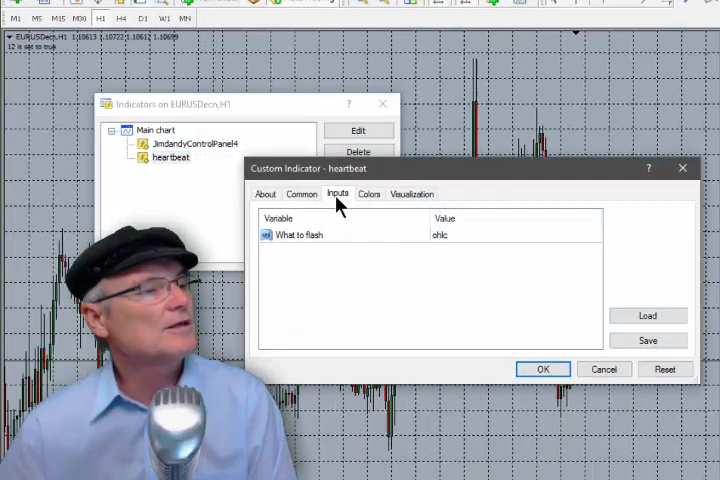 M1 M5 M15 M30 H1 H4 D1 W1 MN
EURUSDecn,H1 1.10613 1.10722 1.10612 1.10699
12 is set to true
Indicators on EURUSDecn,H1
?
Main chart
JimdandyControlPanel4
heartbeat
Edit
Delete
Custom Indicator - heartbeat
?
About Common Inputs Colors Visualization
Variable Value
What to flash ohlc
Load
Save
OK Cancel Reset